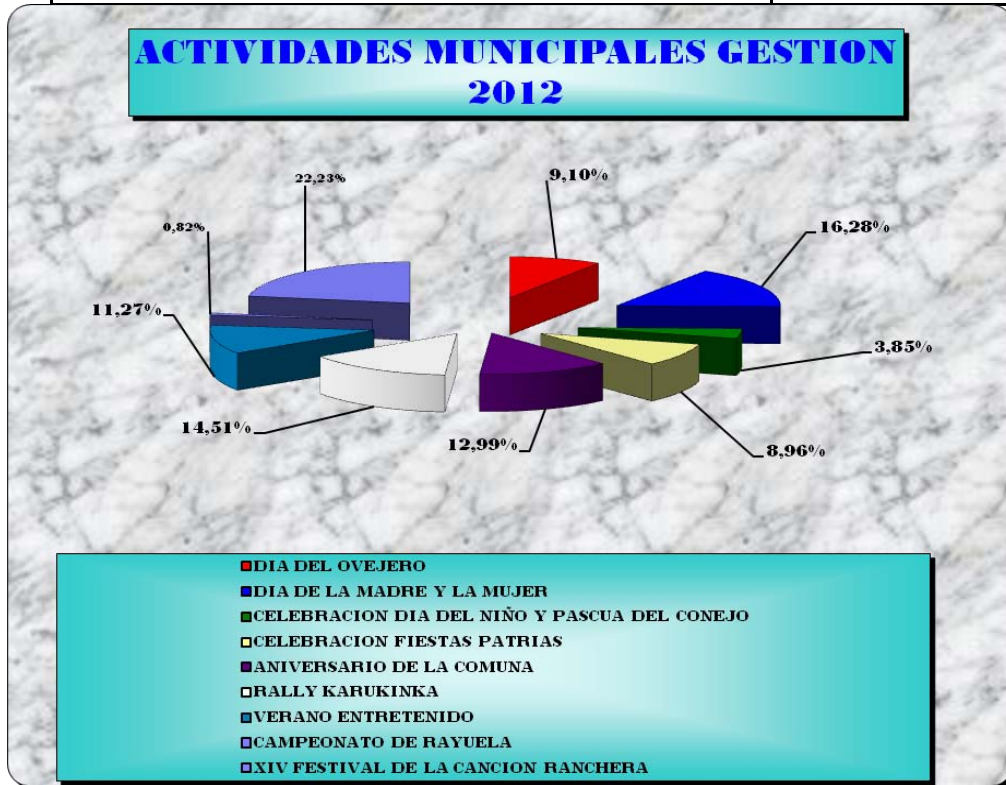 ACTIVIDADES MUNICIPALES GESTION
2012
22,23%
9,10%
0,82%
16,28%
11,27%
3,85%
14,51%
12,99%
8,96%
DIA DEL OVEJERO
DIA DE LA MADRE Y LA MUJER
CELEBRACION DIA DEL NIÑO Y PASCUA DEL CONEJO
CELEBRACION FIESTAS PATRIAS
ANIVERSARIO DE LA COMUNA
RALLY KARUKINKA
VERANO ENTRETENIDO
CAMPEONATO DE RAYUELA
XIV FESTIVAL DE LA CANCION RANCHERA